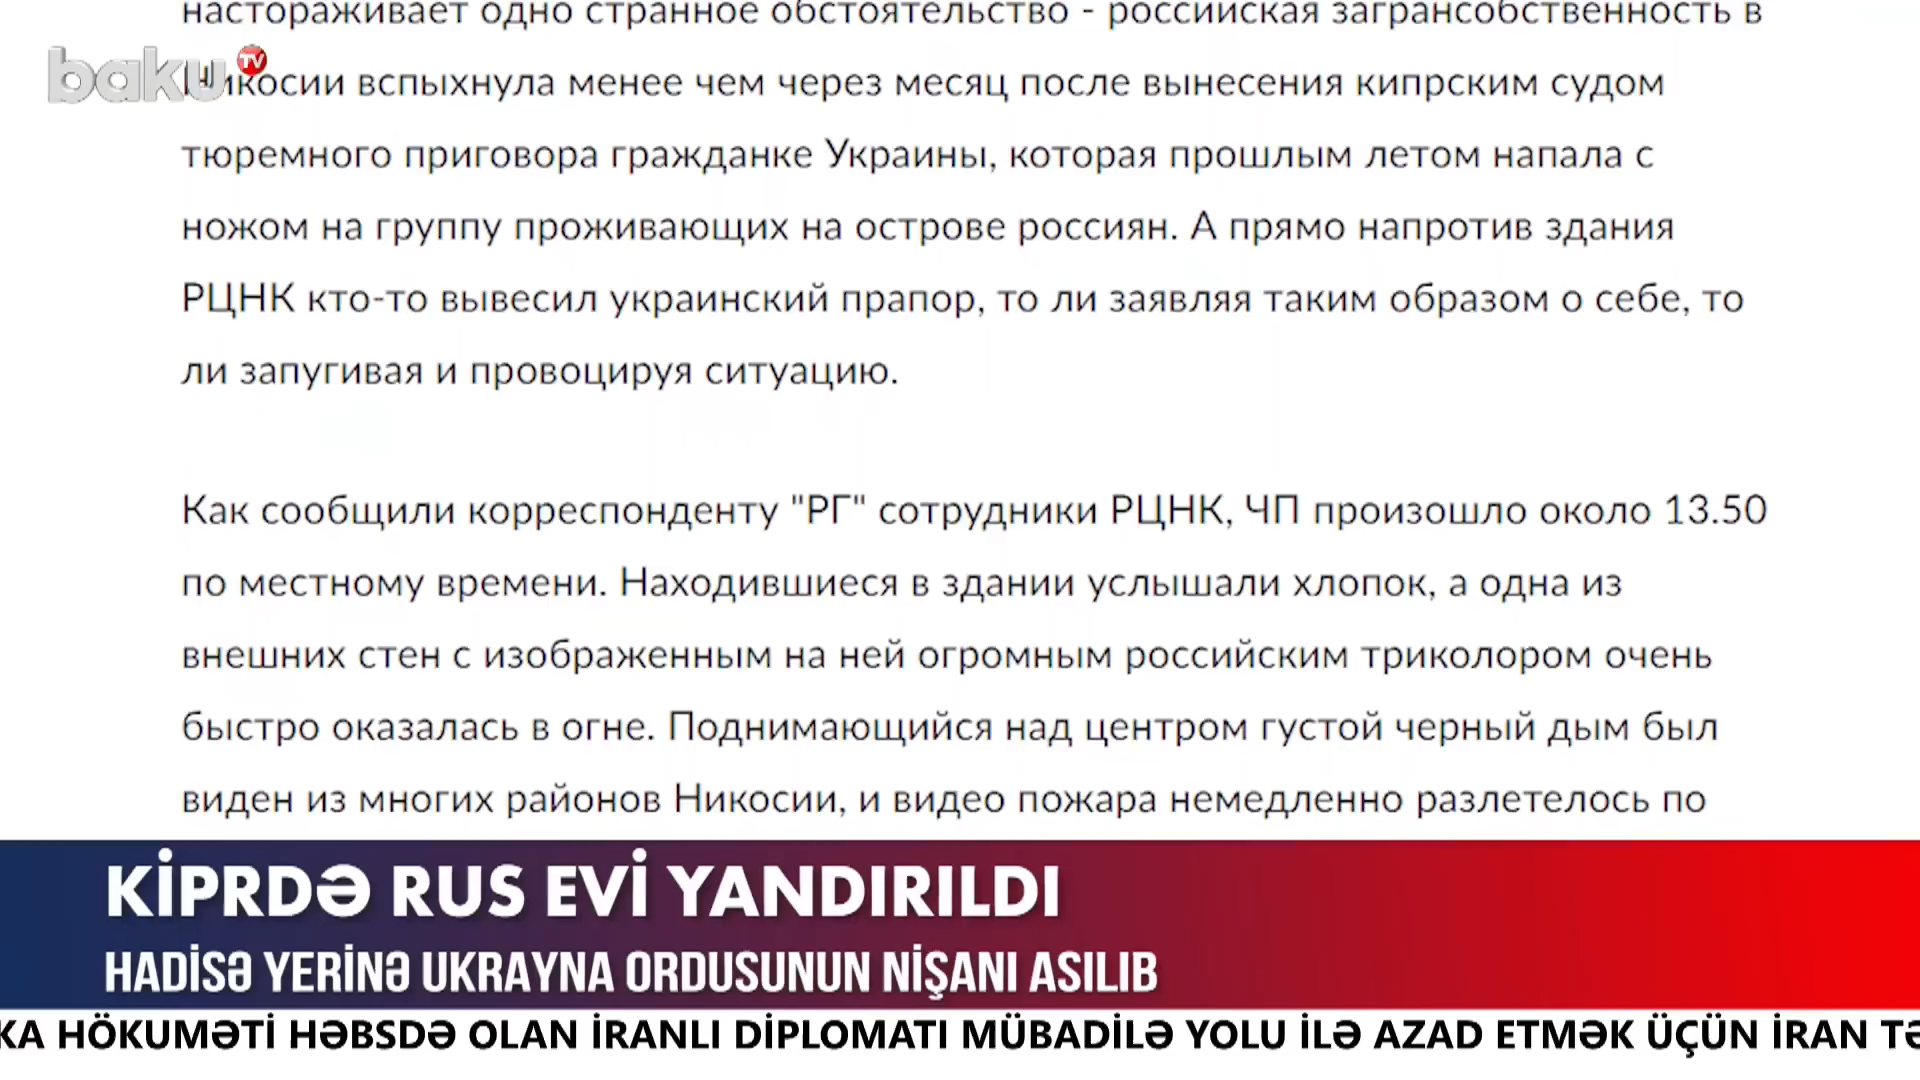 настораживает одно странное обстоятельство - российская загрансобственность в
baku TV
Никосии вспыхнула менее чем через месяц после вынесения кипрским судом
тюремного приговора гражданке Украины, которая прошлым летом напала с
ножом на группу проживающих на острове россиян. А прямо напротив здания
РЦНК кто-то вывесил украинский прапор, то ли заявляя таким образом о себе, то
ли запугивая и провоцируя ситуацию.
Как сообщили корреспонденту "РГ" сотрудники РЦНК, ЧП произошло около 13.50
по местному времени. Находившиеся в здании услышали хлопок, а одна из
внешних стен с изображенным на ней огромным российским триколором очень
быстро оказалась в огне. Поднимающийся над центром густой черный дым был
виден из многих районов Никосии, и видео пожара немедленно разлетелось по
KİPRDƏ RUS EVİ YANDIRILDI
HADİSƏ YERİNƏ UKRAYNA ORDUSUNUN NİŞANI ASILIB
KA HÖKUMƏTİ HƏBSDƏ OLAN İRANLI DİPLOMATI MÜBADİLƏ YOLU İLƏ AZAD ETMƏK ÜÇÜN İRAN TƏ